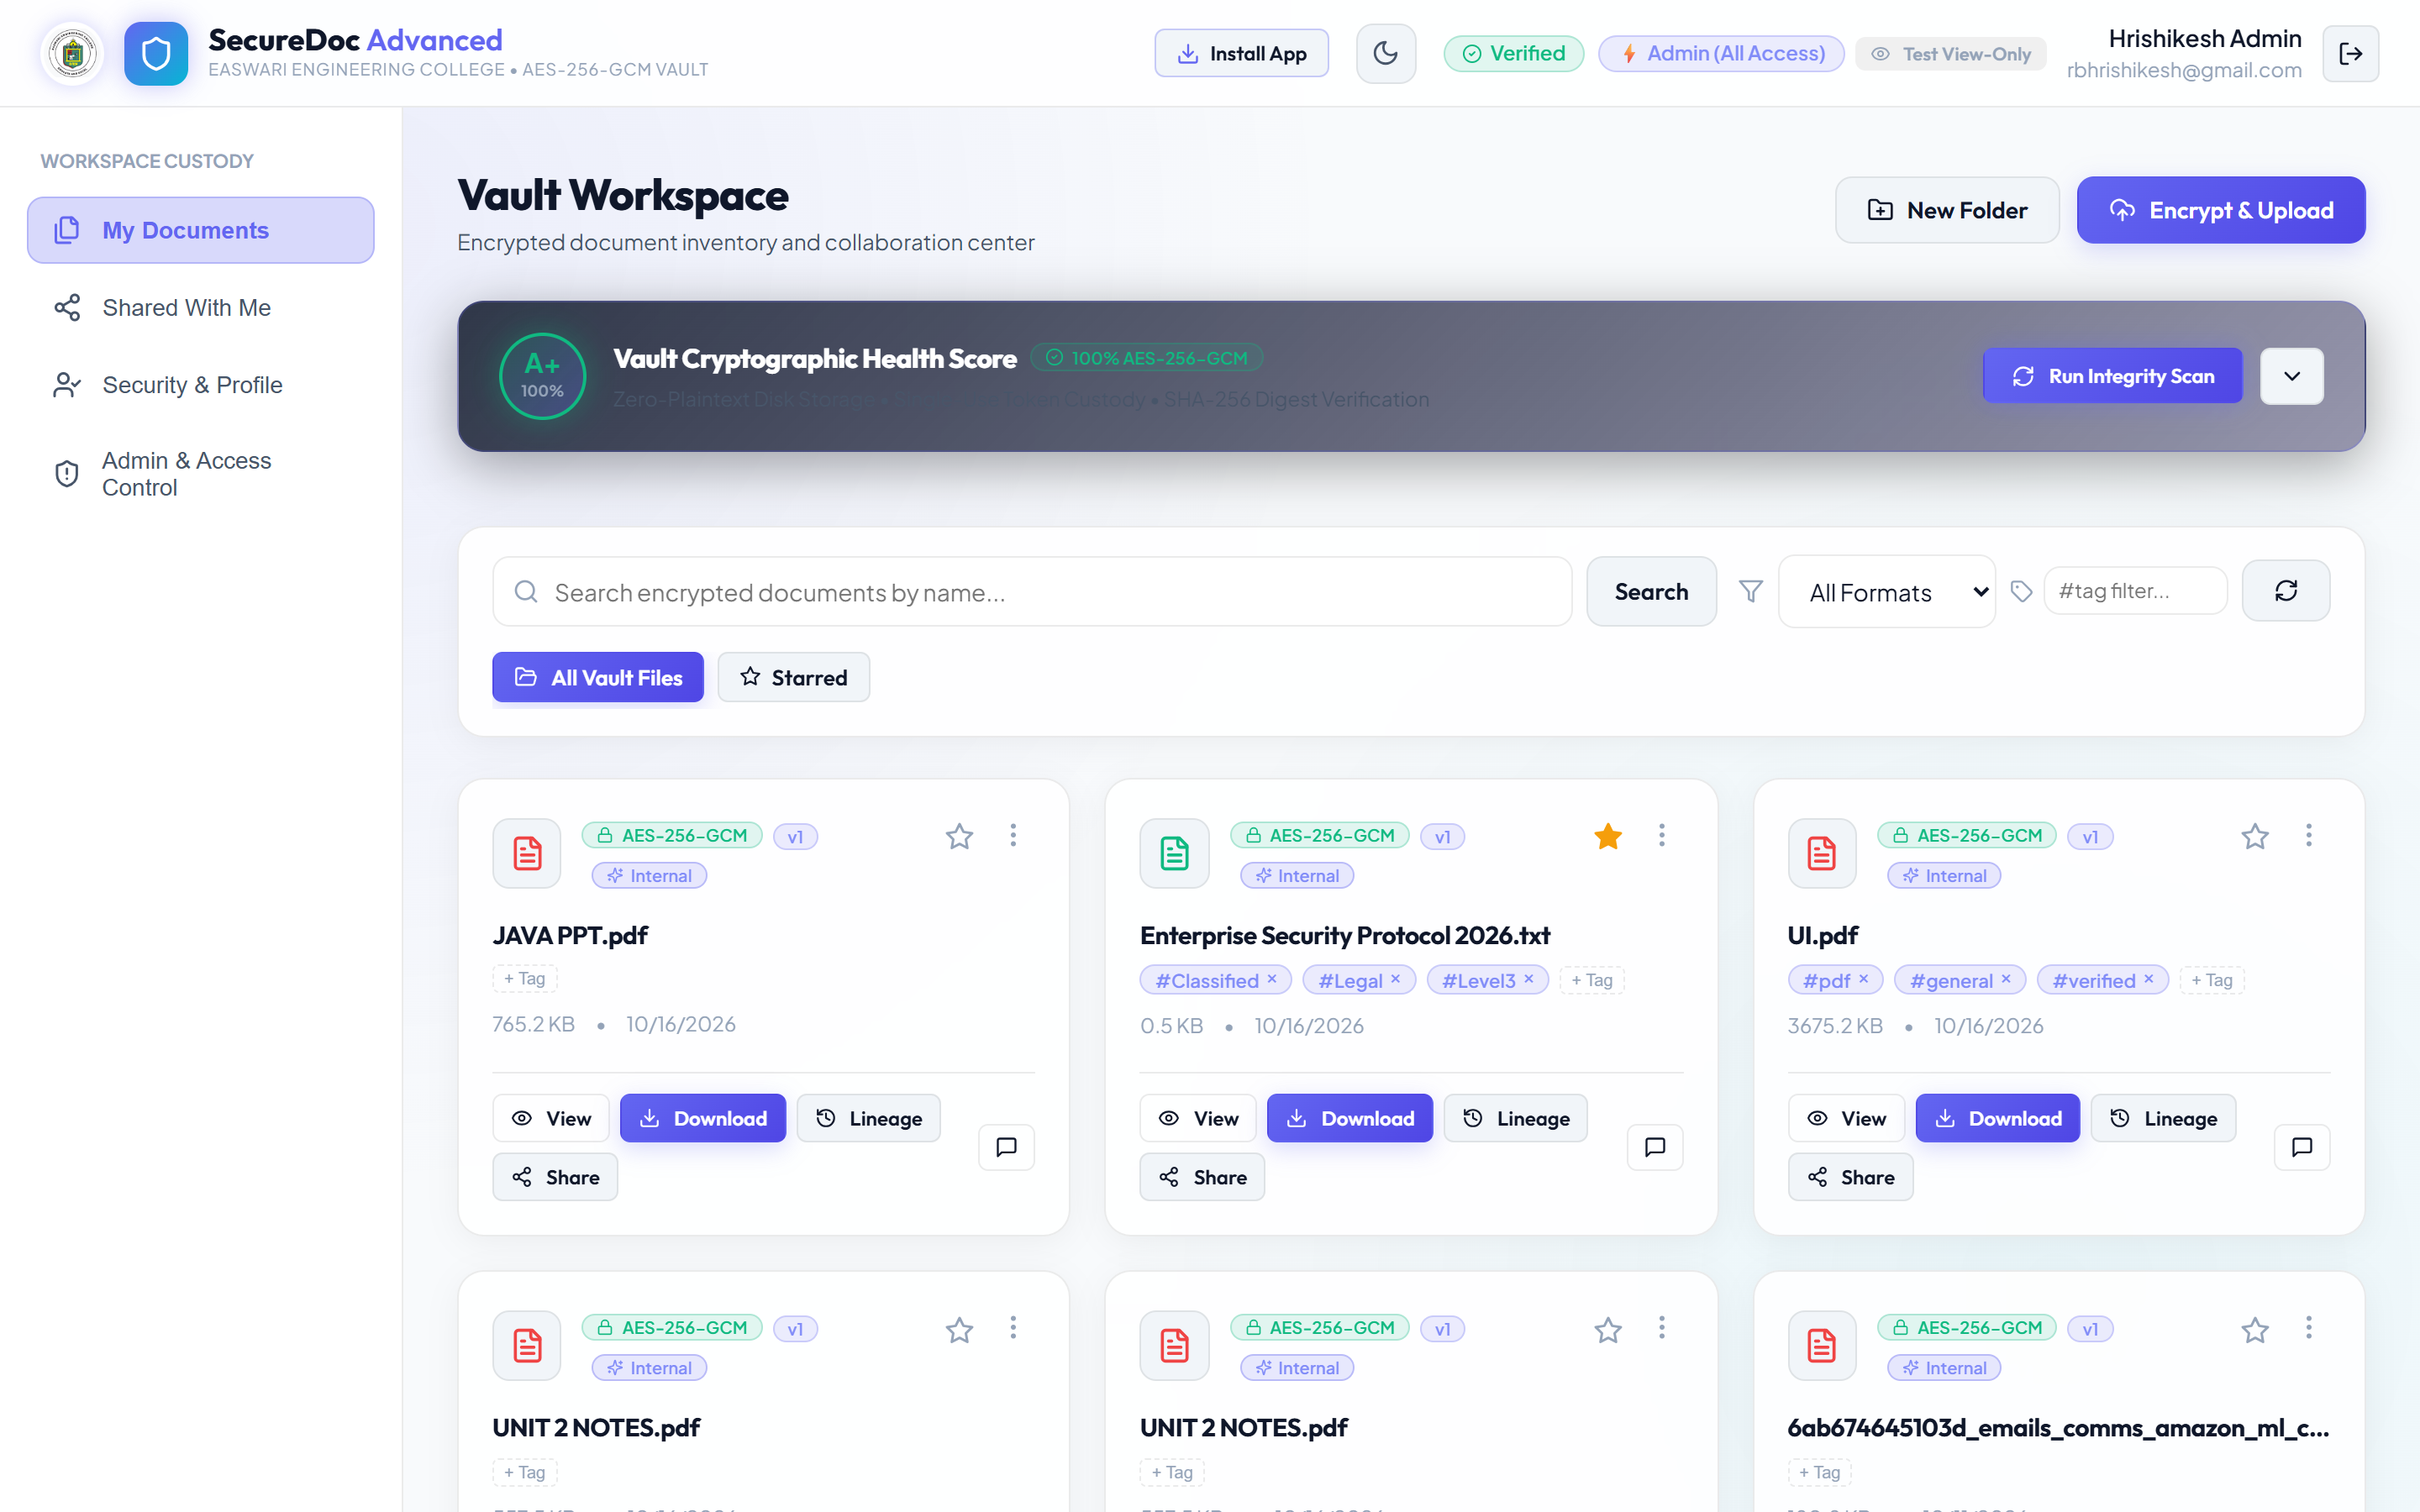 SecureDoc Advanced
EASWARI ENGINEERING COLLEGE • AES-256-GCM VAULT
Install App
Verified
Admin (All Access)
Test View-Only
Hrishikesh Admin
rbhrishikesh@gmail.com
WORKSPACE CUSTODY
My Documents
Shared With Me
Security & Profile
Admin & Access
Control
Vault Workspace
Encrypted document inventory and collaboration center
New Folder
Encrypt & Upload
A+
100%
Vault Cryptographic Health Score
100% AES-256-GCM
Zero-Plaintext Disk Storage • Token Custody • SHA-256 Digest Verification
Run Integrity Scan
Search encrypted documents by name...
Search
All Formats
#tag filter...
All Vault Files
Starred
AES-256-GCM
v1
Internal
JAVA PPT.pdf
+ Tag
765.2 KB • 10/16/2026
View
Download
Lineage
Share
AES-256-GCM
v1
Internal
Enterprise Security Protocol 2026.txt
#Classified ×
#Legal ×
#Level3 ×
+ Tag
0.5 KB • 10/16/2026
View
Download
Lineage
Share
AES-256-GCM
v1
Internal
UI.pdf
#pdf ×
#general ×
#verified ×
+ Tag
3675.2 KB • 10/16/2026
View
Download
Lineage
Share
AES-256-GCM
v1
Internal
UNIT 2 NOTES.pdf
+ Tag
AES-256-GCM
v1
Internal
UNIT 2 NOTES.pdf
+ Tag
AES-256-GCM
v1
Internal
6ab674645103d_emails_comms_amazon_ml_c...
+ Tag